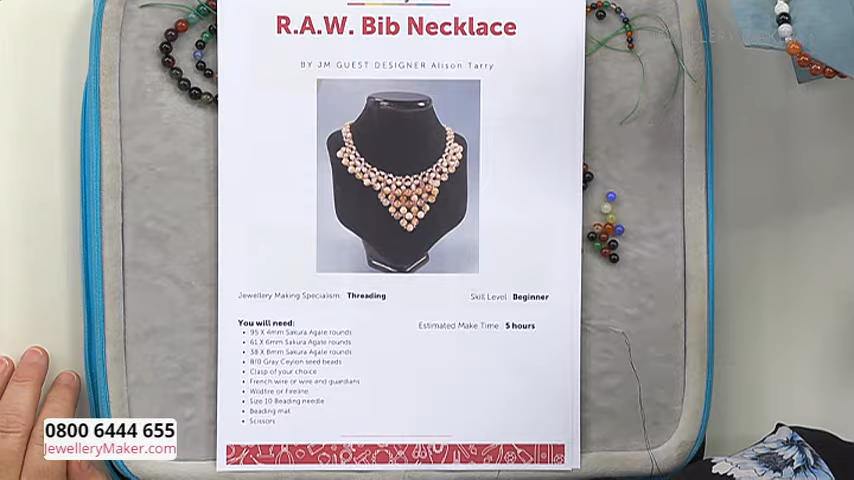 R.A.W. Bib Necklace
BY JM GUEST DESIGNER Alison Tarry
Jewellery Making Specialism: Threading
Skill Level: Beginner
You will need:
Estimated Make Time: 5 hours
• 95 X 4mm Sakura Agate rounds
• 61 X 6mm Sakura Agate rounds
• 38 X 8mm Sakura Agate rounds
• 8/0 Gray Ceylon seed beads
• Clasp of your choice
• French wire or wire and guardians
• Wildfire or Fireline
• Size 10 Beading needle
• Beading mat
• Scissors
0800 6444 655
JewelleryMaker.com